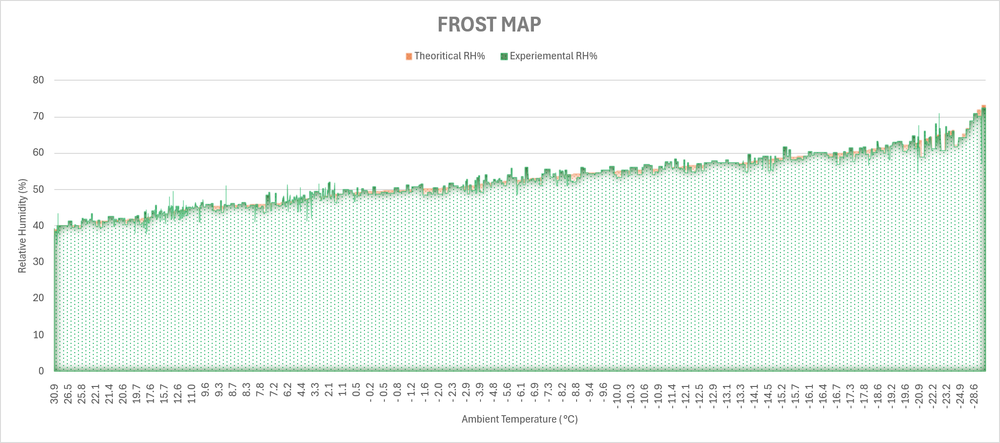 FROST MAP
Theoritical RH% Experiemental RH%
80
70
60
50
40
30
20
10
0
Relative Humidity (%)
30.9 26.5 25.8 22.1 21.4 20.6 19.7 17.6 15.7 12.6 11.0 9.6 9.3 8.7 8.3 7.8 7.2 6.2 4.4 3.3 2.1 1.1 0.5 - 0.2 - 0.5 - 0.8 - 1.2 - 1.6 - 2.0 - 2.3 - 2.9 - 3.9 - 4.8 - 5.6 - 6.1 - 6.9 - 7.3 - 8.2 - 8.8 - 9.4 - 9.6 - 10.0 - 10.3 - 10.6 - 10.9 - 11.4 - 12.1 - 12.5 - 12.9 - 13.1 - 13.3 - 14.1 - 14.5 - 15.2 - 15.7 - 16.1 - 16.4 - 16.7 - 17.3 - 17.8 - 18.6 - 19.2 - 19.6 - 20.9 - 22.2 - 23.2 - 24.9 - 28.6
Ambient Temperature ( °C)